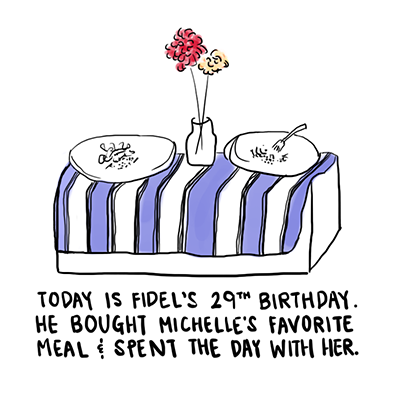 TODAY IS FIDEL'S 29TH BIRTHDAY.
HE BOUGHT MICHELLE'S FAVORITE
MEAL & SPENT THE DAY WITH HER.